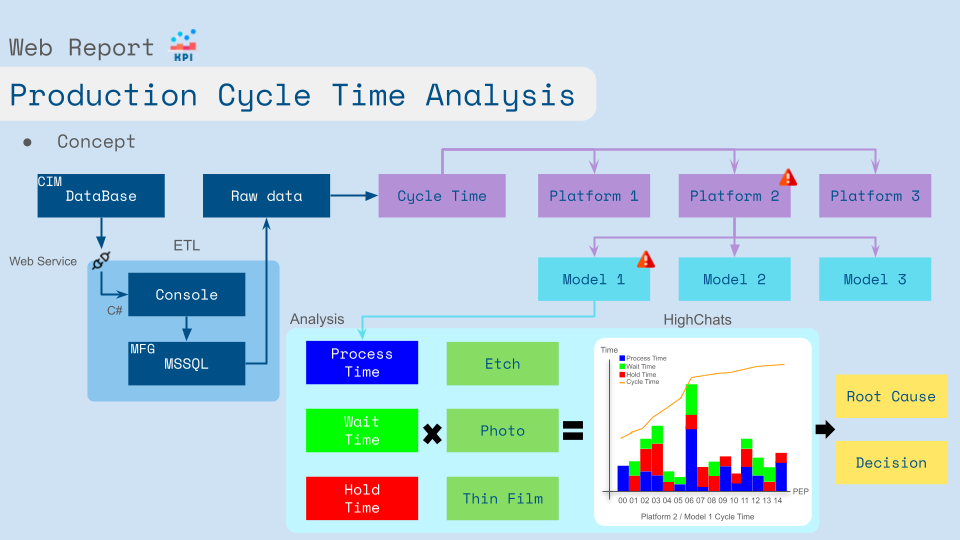 Web Report
KPI
Production Cycle Time Analysis
● Concept
CIM
DataBase
Raw data
Cycle Time
Platform 1
Platform 2
Platform 3
Web Service
ETL
Console
C#
MFG
MSSQL
Model 1
Model 2
Model 3
Analysis
HighChats
Process
Time
Etch
Wait
Time
Photo
Hold
Time
Thin Film
Time
Process Time
Wait Time
Hold Time
Cycle Time
PEP
00 01 02 03 04 05 06 07 08 09 10 11 12 13 14
Platform 2 / Model 1 Cycle Time
Root Cause
Decision